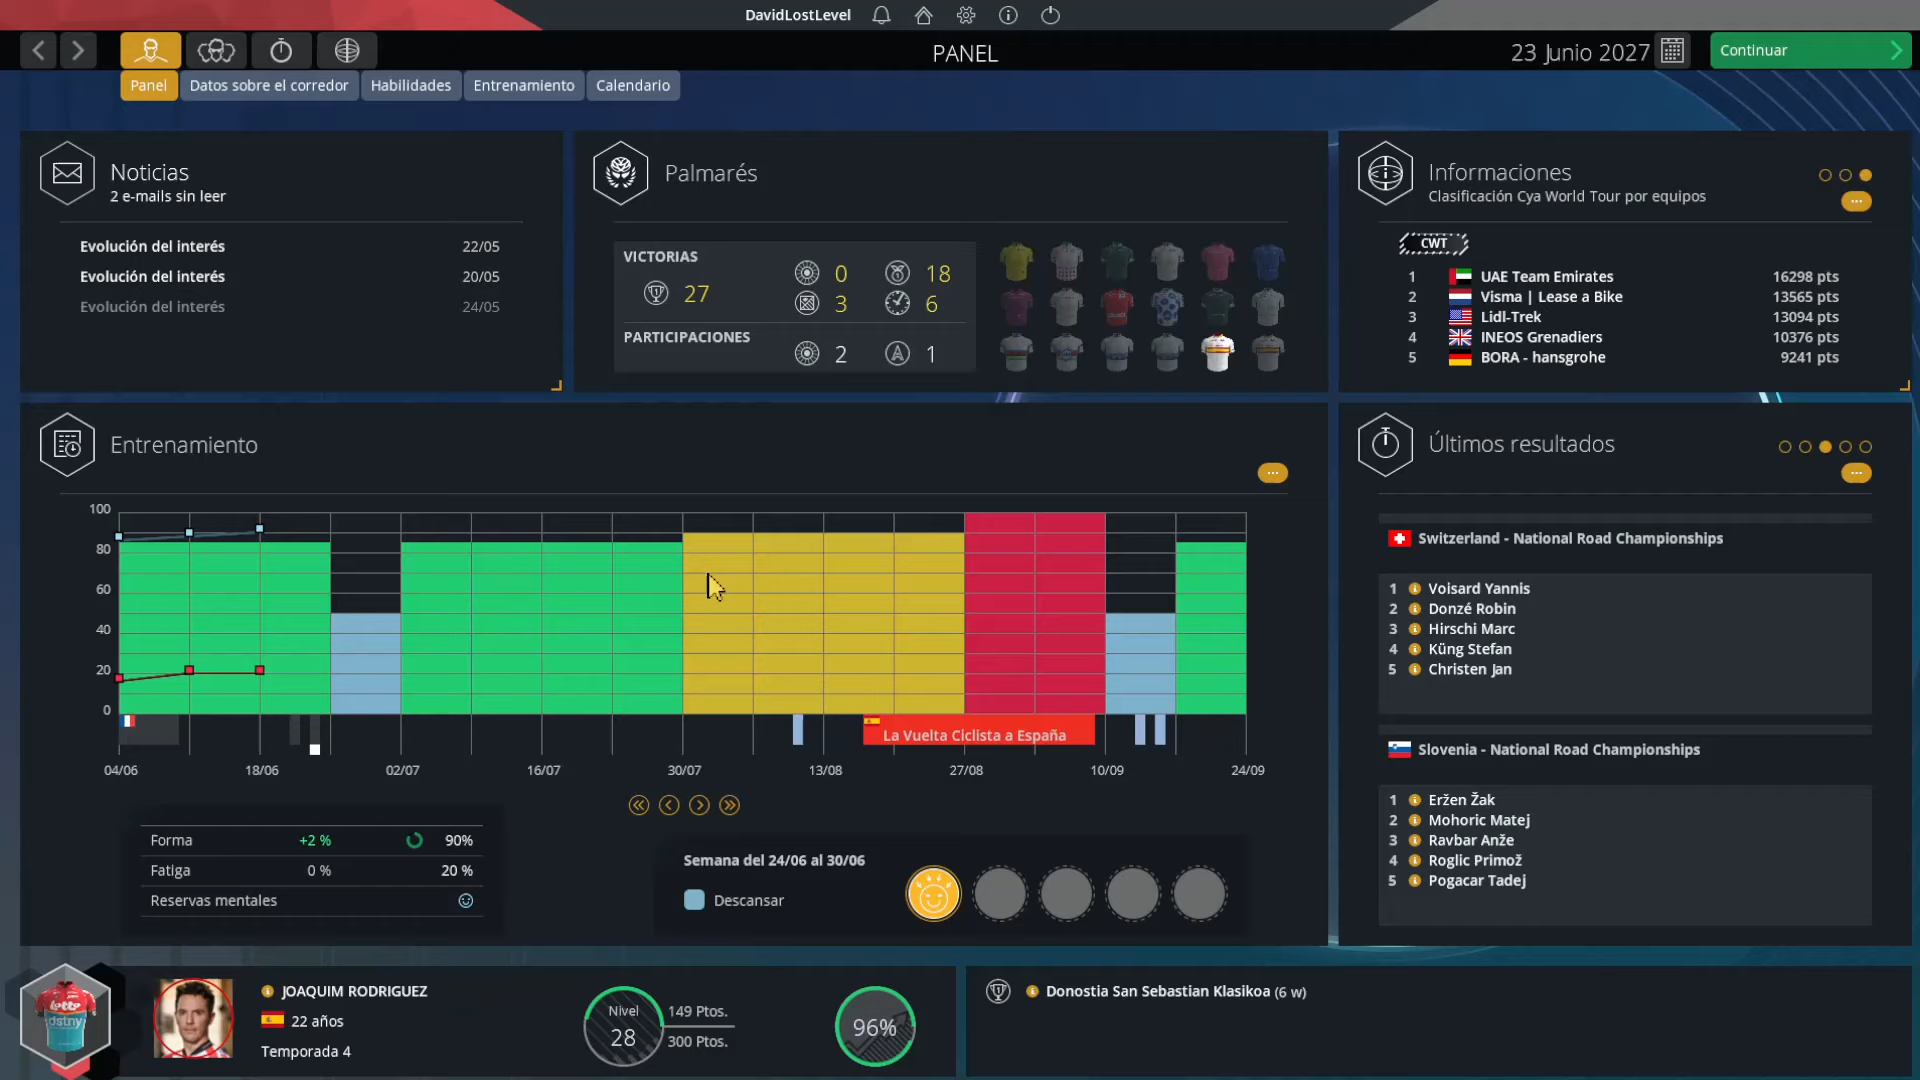 DavidLostLevel
PANEL
23 Junio 2027
Continuar
Panel
Datos sobre el corredor
Habilidades
Entrenamiento
Calendario
Noticias
2 e-mails sin leer
Evolución del interés 22/05
Evolución del interés 20/05
Evolución del interés 24/05
Palmarés
VICTORIAS
27
0
18
3
6
PARTICIPACIONES
2
1
Informaciones
Clasificación Cya World Tour por equipos
CWT
1 UAE Team Emirates 16298 pts
2 Visma | Lease a Bike 13565 pts
3 Lidl-Trek 13094 pts
4 INEOS Grenadiers 10376 pts
5 BORA - hansgrohe 9241 pts
Entrenamiento
100
80
60
40
20
0
La Vuelta Ciclista a España
04/06 18/06 02/07 16/07 30/07 13/08 27/08 10/09 24/09
Forma +2 % 90%
Fatiga 0 % 20 %
Reservas mentales
Semana del 24/06 al 30/06
Descansar
Últimos resultados
Switzerland - National Road Championships
1 Voisard Yannis
2 Donzé Robin
3 Hirschi Marc
4 Küng Stefan
5 Christen Jan
Slovenia - National Road Championships
1 Eržen Žak
2 Mohoric Matej
3 Ravbar Anže
4 Roglic Primož
5 Pogacar Tadej
lotto
dstny
JOAQUIM RODRIGUEZ
22 años
Temporada 4
Nivel
28
149 Ptos.
300 Ptos.
96%
Donostia San Sebastian Klasikoa (6 w)